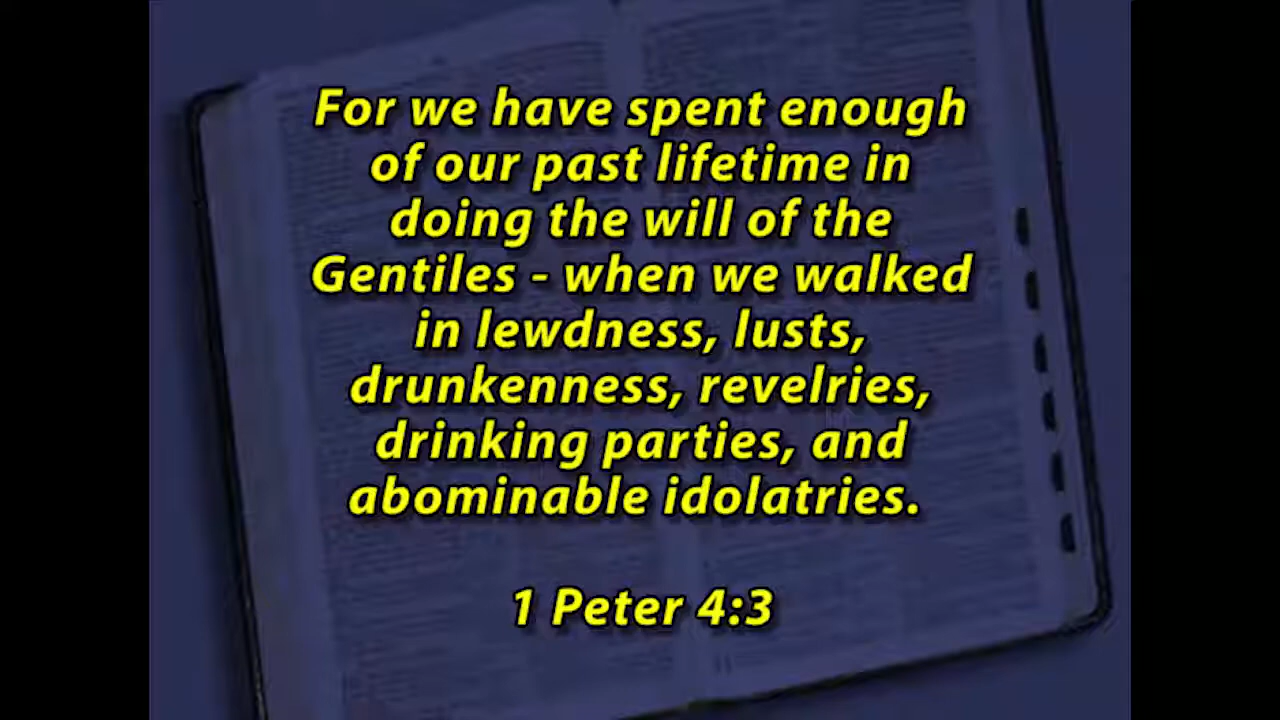 For we have spent enough
of our past lifetime in
doing the will of the
Gentiles - when we walked
in lewdness, lusts,
drunkenness, revelries,
drinking parties, and
abominable idolatries.
1 Peter 4:3